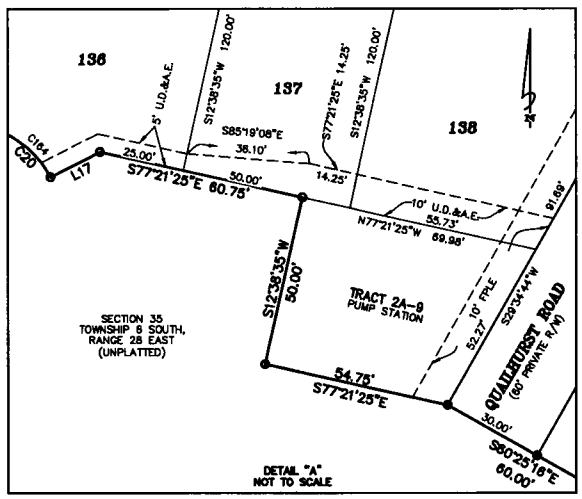 136
137
138
S12°38'35"W 120.00'
S77°21'25"E 14.25'
S12°38'35"W 120.00'
5' U.D.&A.E.
S85°19'08"E
38.10'
C164
C20
L17
25.00'
S77°21'25"E 60.75'
50.00'
14.25'
10' U.D.&A.E.
55.73'
N77°21'25"W 69.98'
91.69'
S12°38'35"W
50.00'
TRACT 2A-9
PUMP STATION
10' FPLE
52.27'
S29°34'44"W
QUAILHURST ROAD
(60' PRIVATE R/W)
SECTION 35
TOWNSHIP 6 SOUTH,
RANGE 28 EAST
(UNPLATTED)
54.75'
S77°21'25"E
30.00'
S60°25'16"E
60.00'
DETAIL "A"
NOT TO SCALE
N